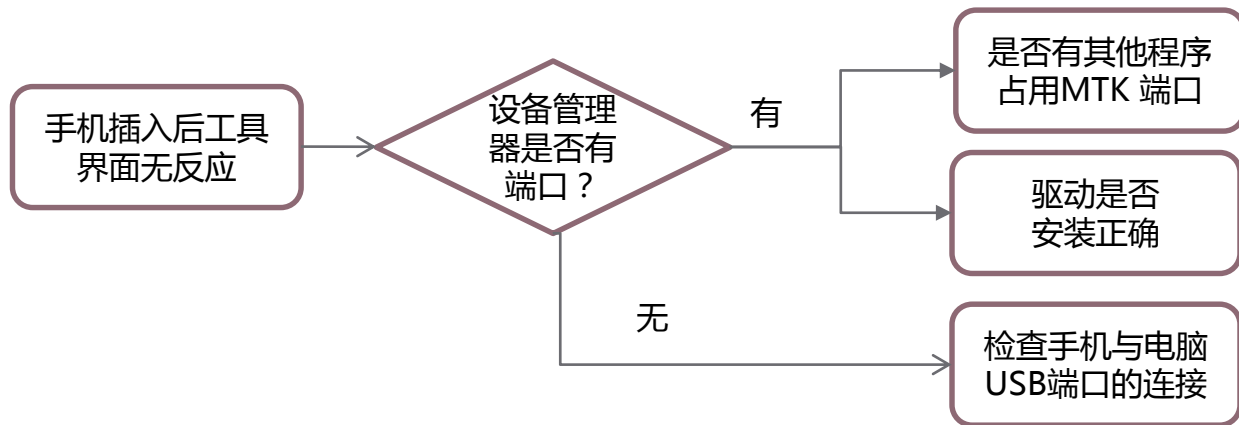 手机插入后工具
界面无反应
设备管理
器是否有
端口？
有
是否有其他程序
占用MTK 端口
驱动是否
安装正确
无
检查手机与电脑
USB端口的连接